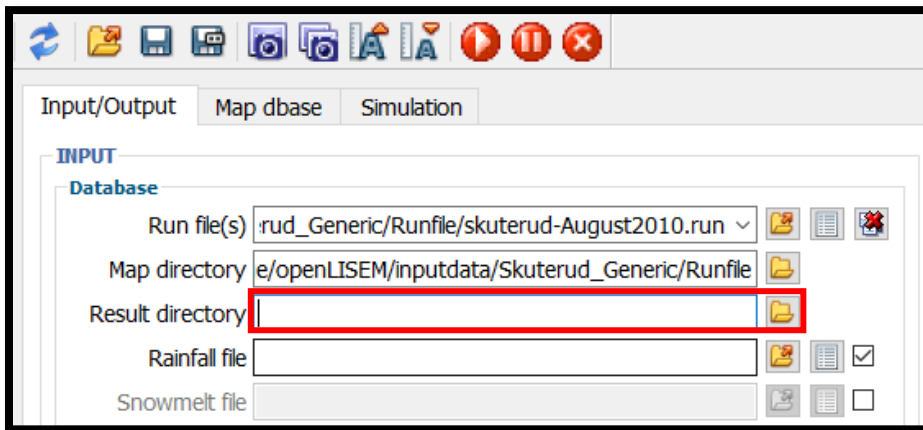 Input/Output Map dbase Simulation
INPUT
Database
Run file(s) rud_Generic/Runfile/skuterud-August2010.run
Map directory e/openLISEM/inputdata/Skuterud_Generic/Runfile
Result directory
Rainfall file
Snowmelt file